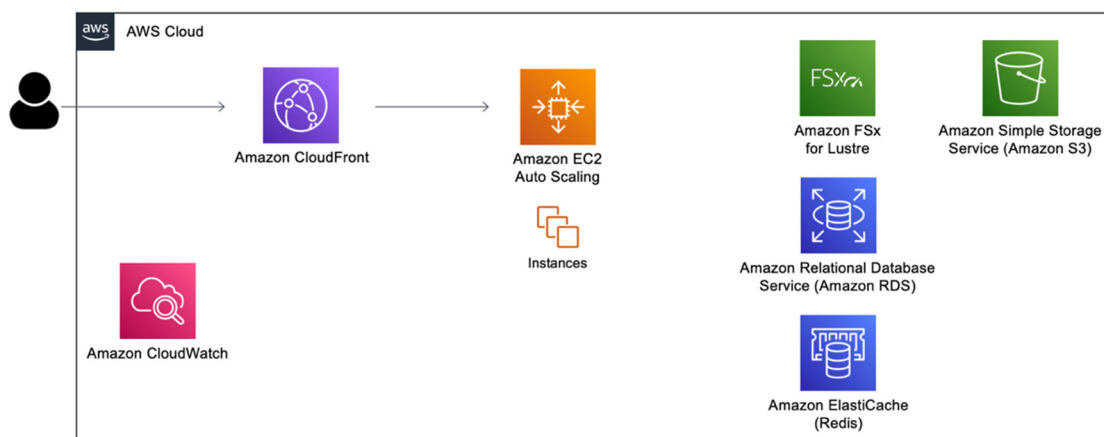 aws
AWS Cloud
FSx
Amazon CloudFront
Amazon EC2
Auto Scaling
Amazon FSx
for Lustre
Amazon Simple Storage
Service (Amazon S3)
Instances
Amazon Relational Database
Service (Amazon RDS)
Amazon CloudWatch
Amazon ElastiCache
(Redis)